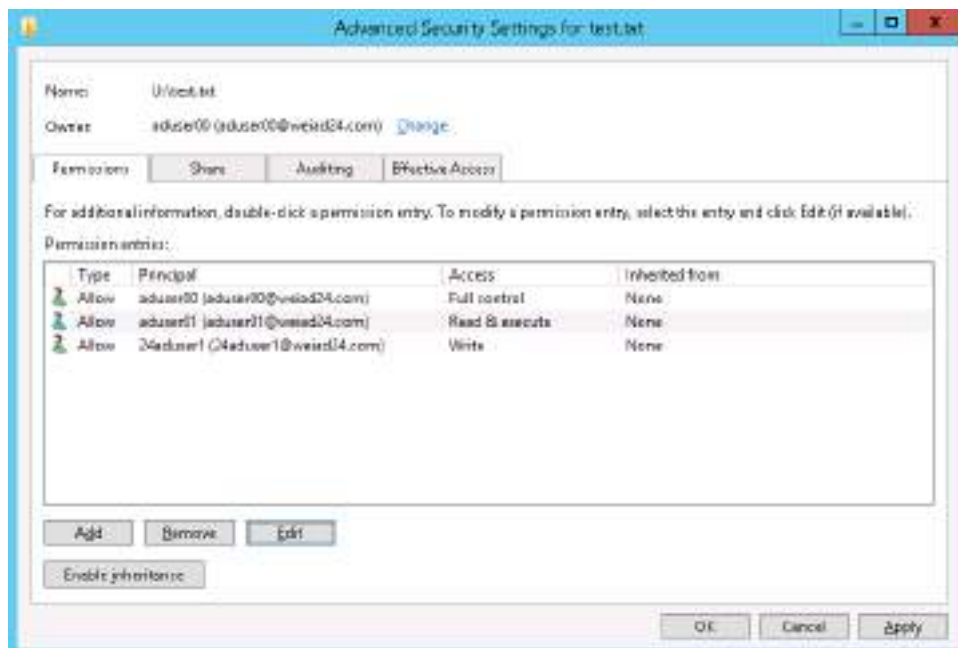 Advanced Security Settings for test.txt
Name: U:\test.txt
Owner: aduser00 (aduser00@weiad24.com) Change
Permissions Share Auditing Effective Access
For additional information, double-click a permission entry. To modify a permission entry, select the entry and click Edit (if available).
Permission entries:
Type Principal Access Inherited from
Allow aduser00 (aduser00@weiad24.com) Full control None
Allow aduser01 (aduser01@weiad24.com) Read & execute None
Allow 24aduser1 (24aduser1@weiad24.com) Write None
Add Remove Edit
Enable inheritance
OK Cancel Apply